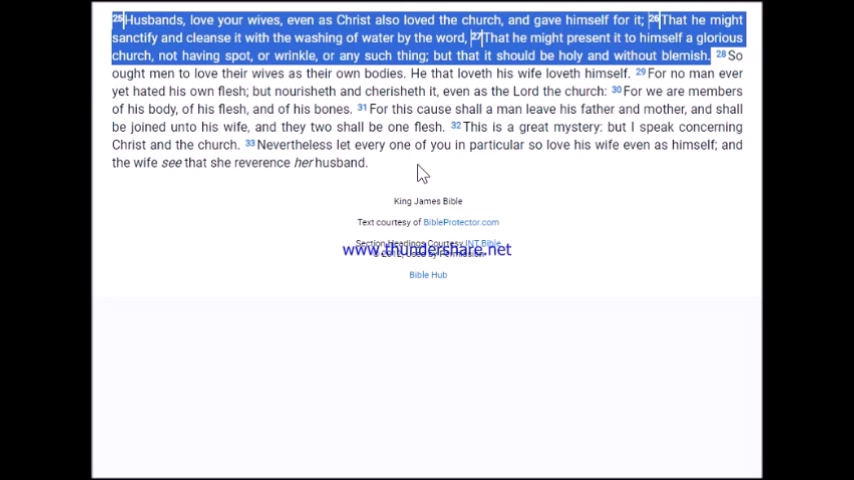 25Husbands, love your wives, even as Christ also loved the church, and gave himself for it; 26That he might
sanctify and cleanse it with the washing of water by the word, 27That he might present it to himself a glorious
church, not having spot, or wrinkle, or any such thing; but that it should be holy and without blemish. 28So
ought men to love their wives as their own bodies. He that loveth his wife loveth himself. 29For no man ever
yet hated his own flesh; but nourisheth and cherisheth it, even as the Lord the church: 30For we are members
of his body, of his flesh, and of his bones. 31For this cause shall a man leave his father and mother, and shall
be joined unto his wife, and they two shall be one flesh. 32This is a great mystery: but I speak concerning
Christ and the church. 33Nevertheless let every one of you in particular so love his wife even as himself; and
the wife see that she reverence her husband.
King James Bible
Text courtesy of BibleProtector.com
Section Headings Courtesy INT Bible
www.thundershare.net
© 2012, Used by Permission
Bible Hub